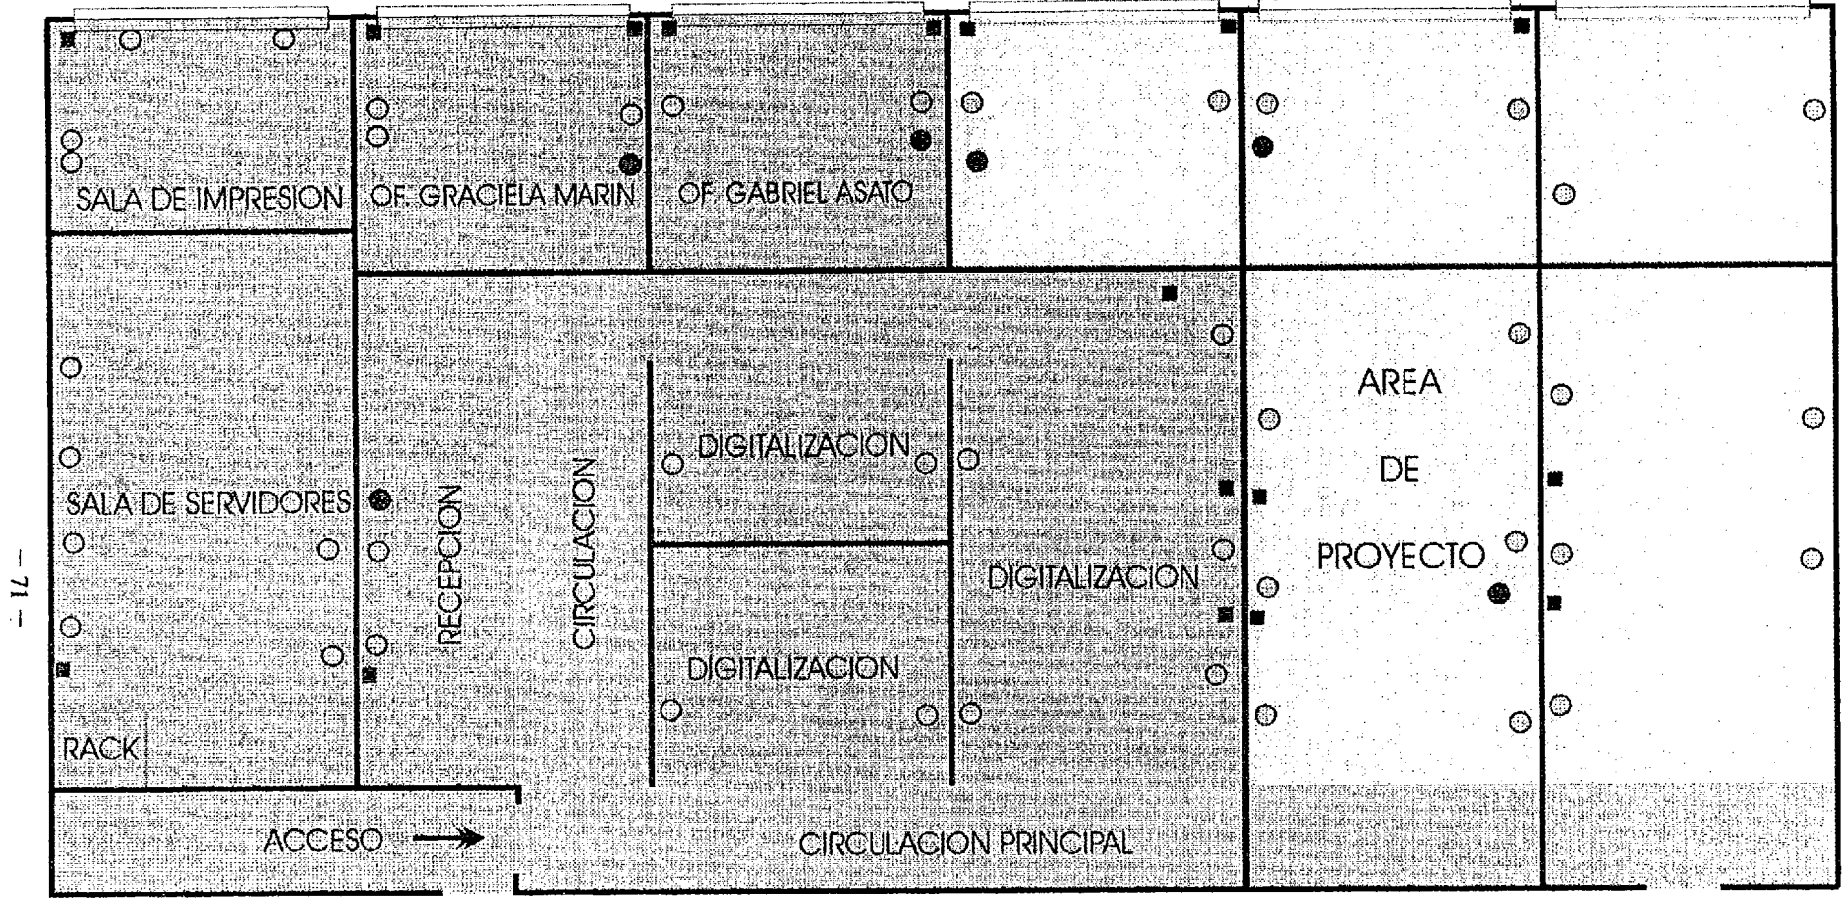 SALA DE IMPRESION
OF. GRACIELA MARIN
OF. GABRIEL ASATO
SALA DE SERVIDORES
RACK
RECEPCION
CIRCULACION
DIGITALIZACION
DIGITALIZACION
DIGITALIZACION
AREA
DE
PROYECTO
ACCESO
CIRCULACION PRINCIPAL
- 71 -